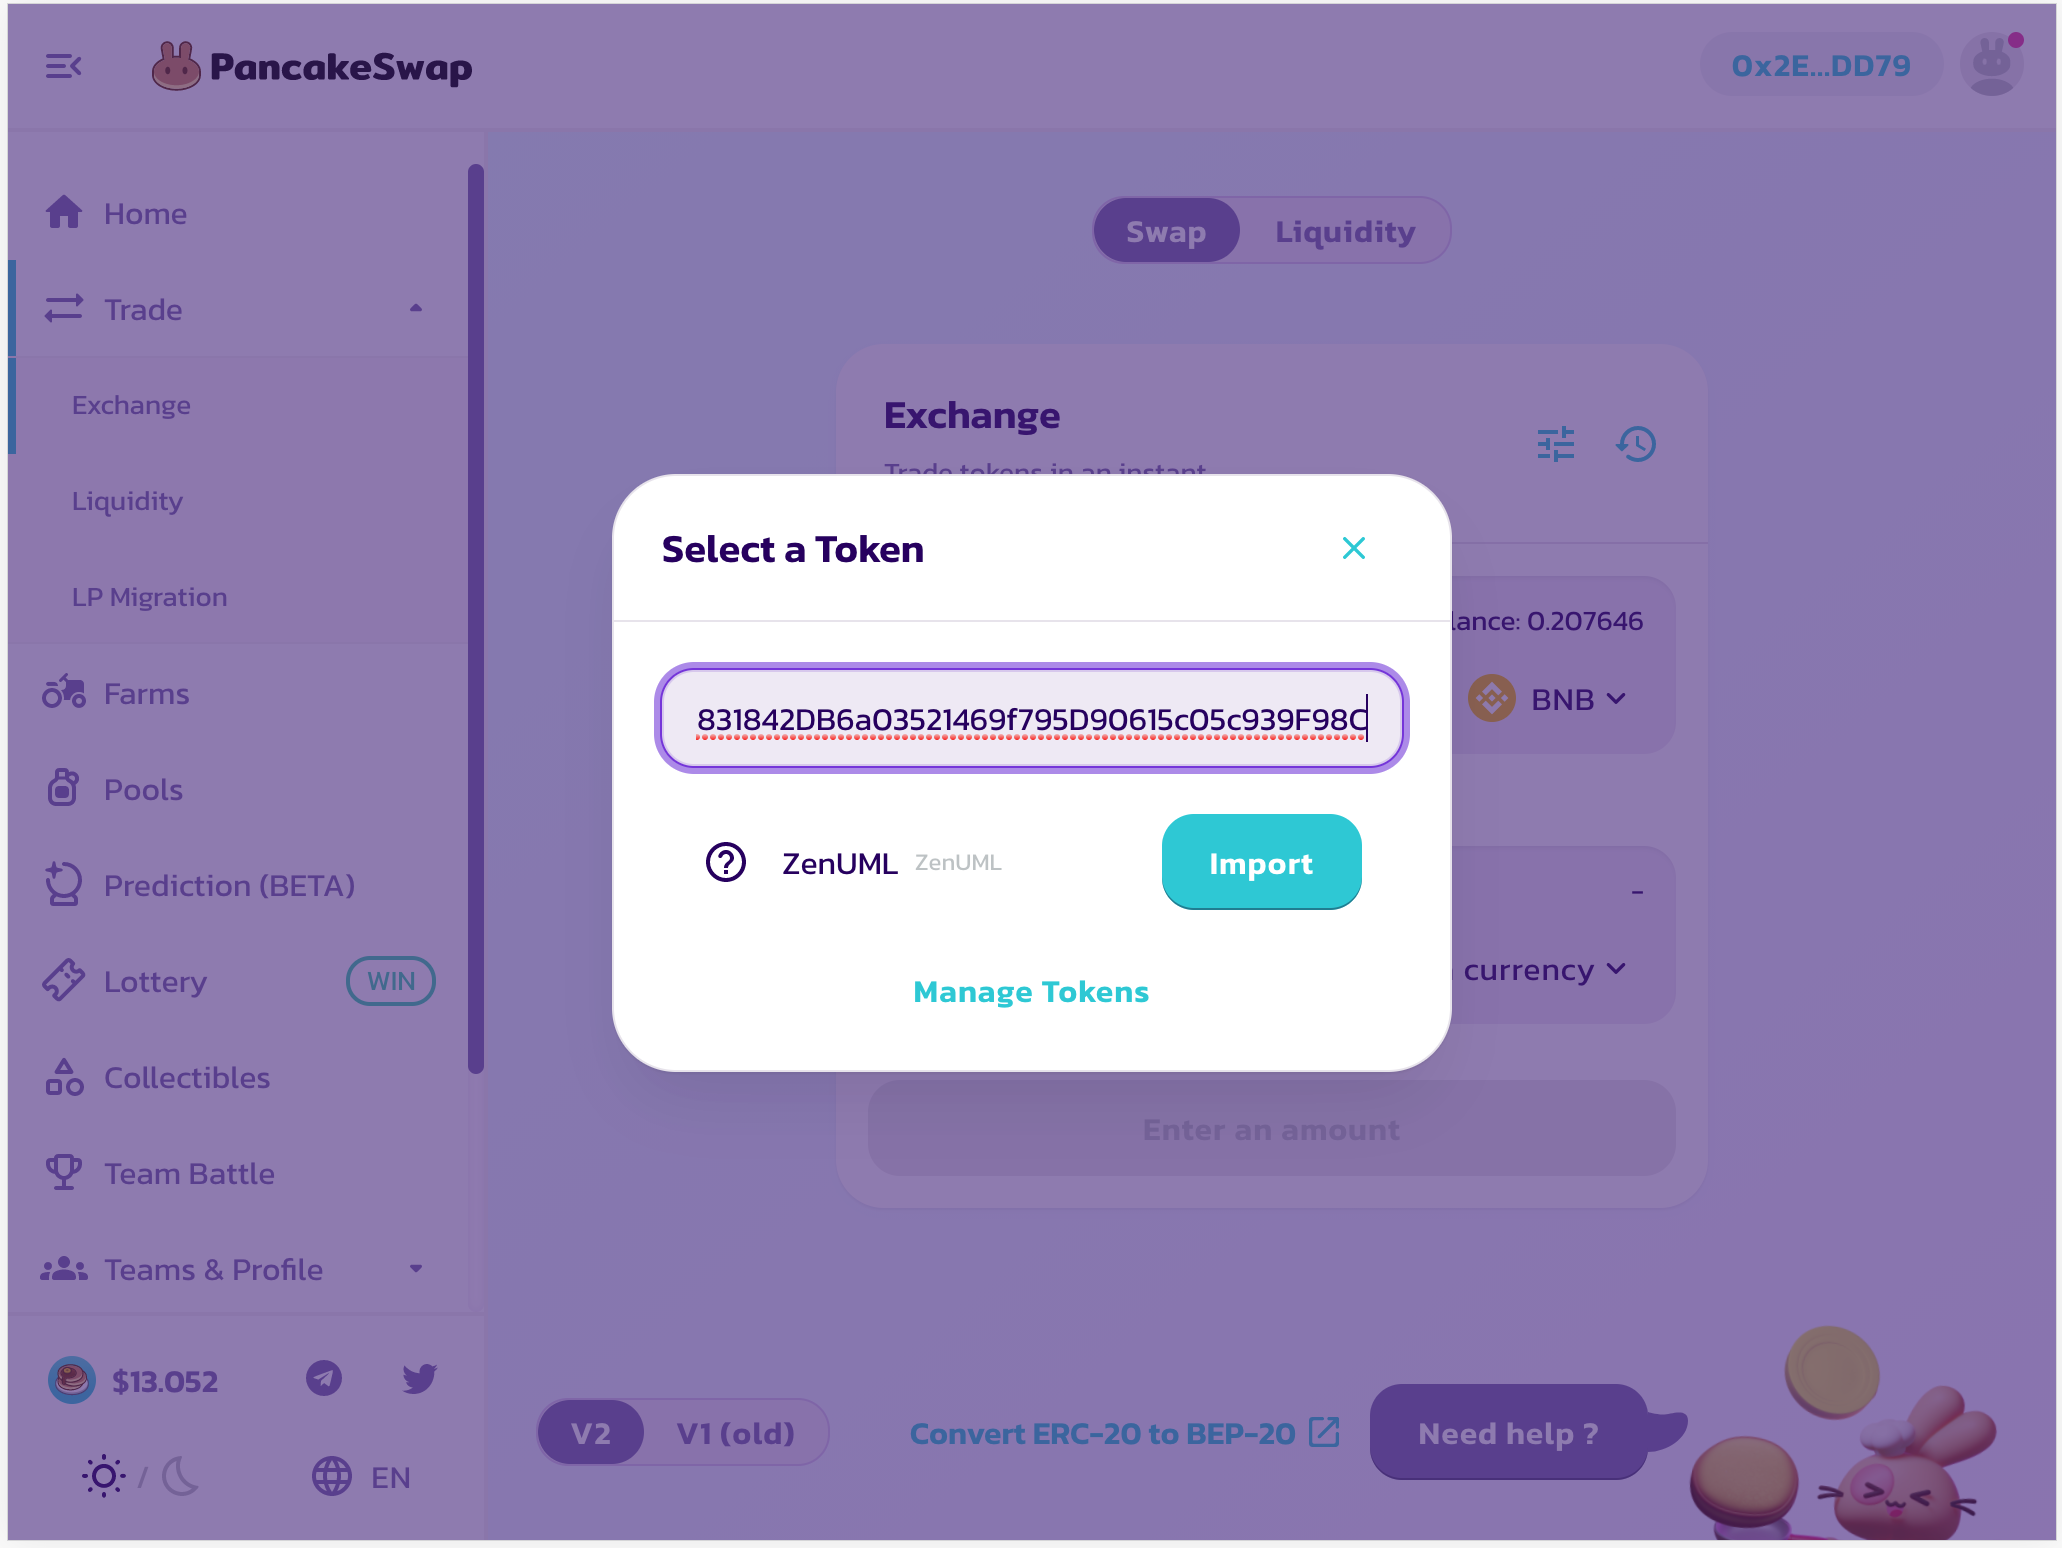 PancakeSwap
0x2E...DD79
Home
Trade
Exchange
Liquidity
LP Migration
Farms
Pools
Prediction (BETA)
Lottery
WIN
Collectibles
Team Battle
Teams & Profile
$13.052
/
EN
Swap
Liquidity
Exchange
Trade tokens in an instant
lance: 0.207646
BNB
-
currency
Enter an amount
Select a Token
831842DB6a03521469f795D90615c05c939F98C
ZenUML ZenUML
Import
Manage Tokens
V2
V1 (old)
Convert ERC-20 to BEP-20
Need help ?